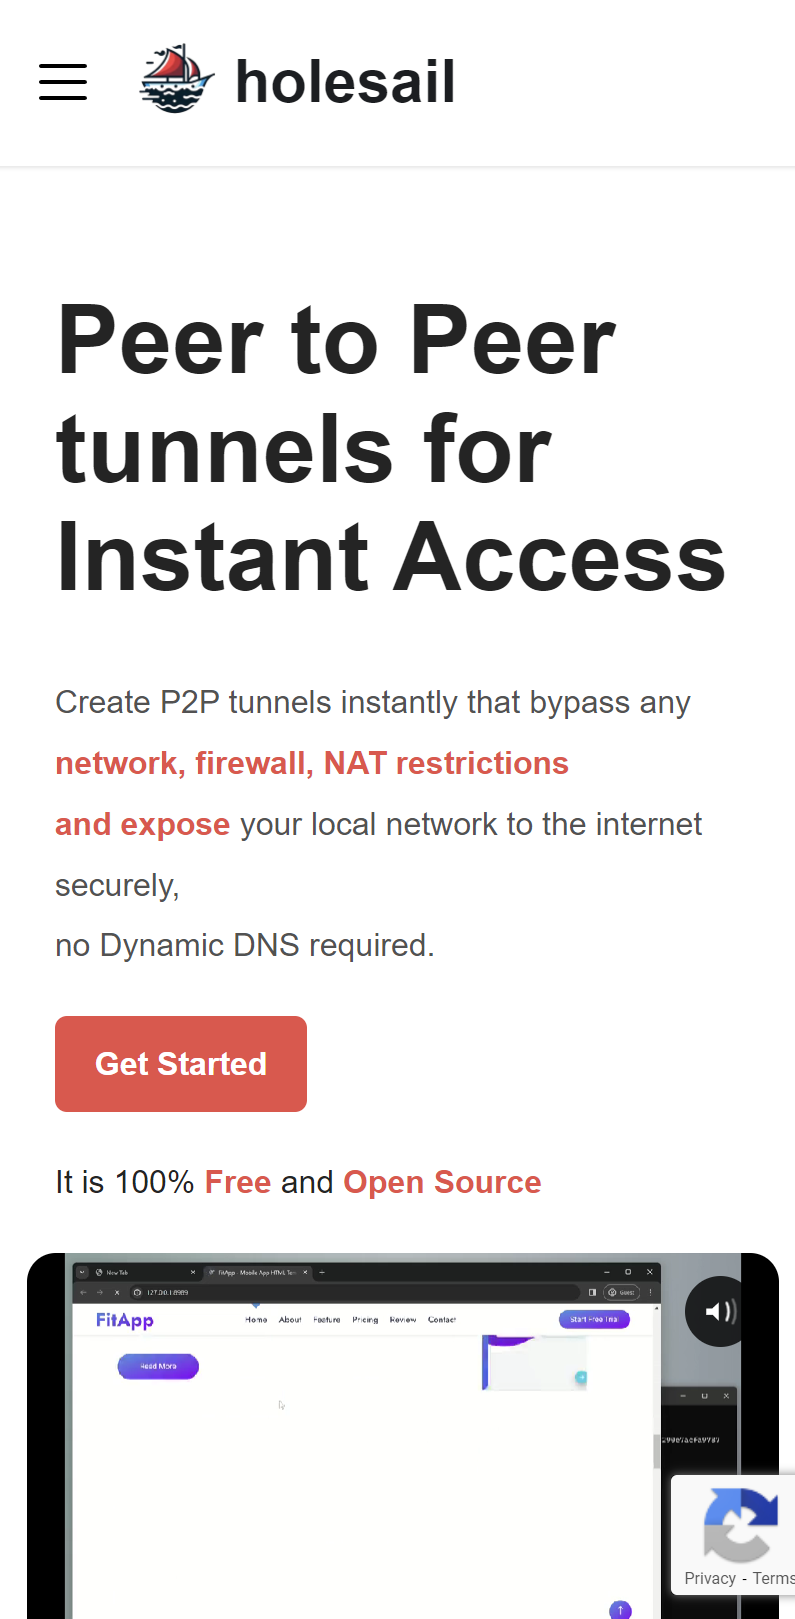 holesail
Peer to Peer
tunnels for
Instant Access
Create P2P tunnels instantly that bypass any
network, firewall, NAT restrictions
and expose your local network to the internet
securely,
no Dynamic DNS required.
Get Started
It is 100% Free and Open Source
New Tab
FitApp - Mobile App HTML Tem
127.0.0.1:8989
Guest
FitApp
Home About Feature Pricing Review Contact
Start Free Trial
Read More
Privacy - Terms